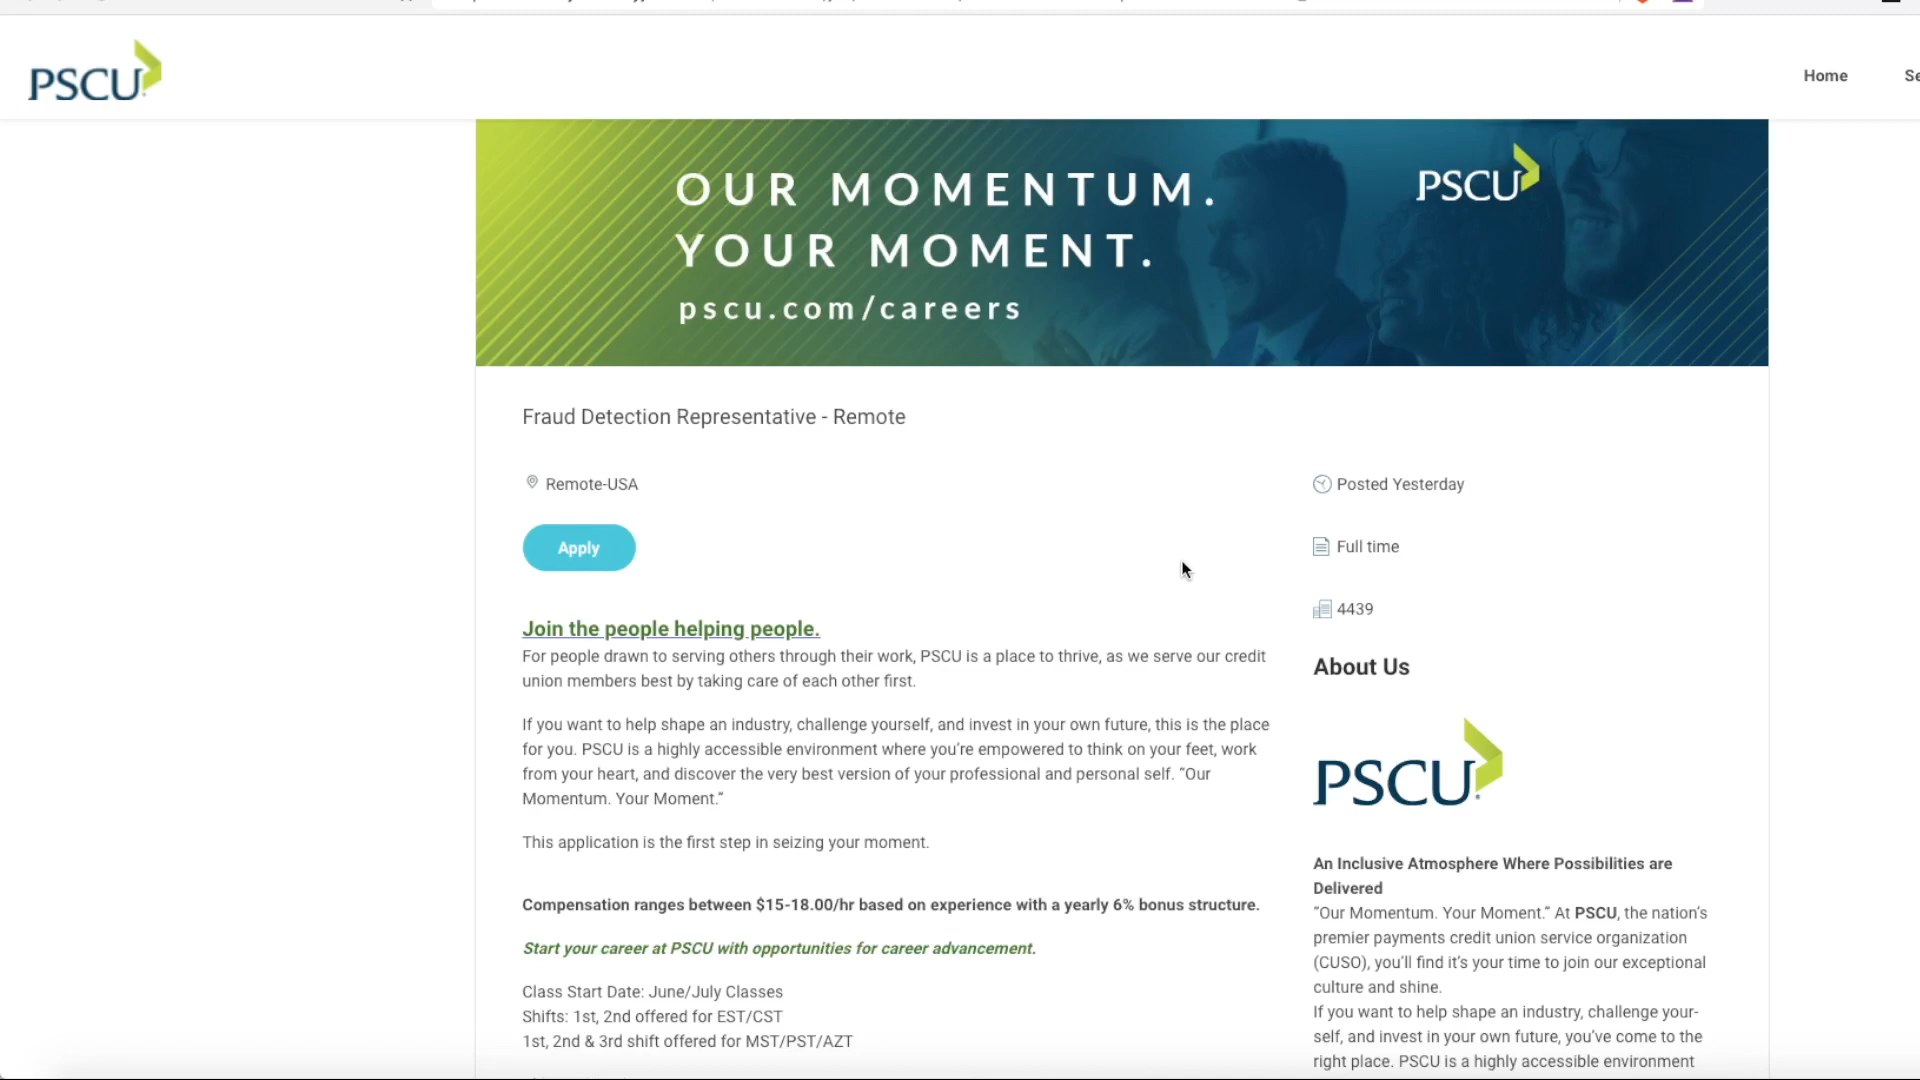 PSCU
Home
Se
OUR MOMENTUM.
YOUR MOMENT.
pscu.com/careers
PSCU
Fraud Detection Representative - Remote
Remote-USA
Posted Yesterday
Apply
Full time
4439
Join the people helping people.
For people drawn to serving others through their work, PSCU is a place to thrive, as we serve our credit
union members best by taking care of each other first.
If you want to help shape an industry, challenge yourself, and invest in your own future, this is the place
for you. PSCU is a highly accessible environment where you’re empowered to think on your feet, work
from your heart, and discover the very best version of your professional and personal self. “Our
Momentum. Your Moment.“
This application is the first step in seizing your moment.
Compensation ranges between $15-18.00/hr based on experience with a yearly 6% bonus structure.
Start your career at PSCU with opportunities for career advancement.
Class Start Date: June/July Classes
Shifts: 1st, 2nd offered for EST/CST
1st, 2nd & 3rd shift offered for MST/PST/AZT
About Us
PSCU
An Inclusive Atmosphere Where Possibilities are
Delivered
“Our Momentum. Your Moment.“ At PSCU, the nation’s
premier payments credit union service organization
(CUSO), you’ll find it’s your time to join our exceptional
culture and shine.
If you want to help shape an industry, challenge your-
self, and invest in your own future, you’ve come to the
right place. PSCU is a highly accessible environment